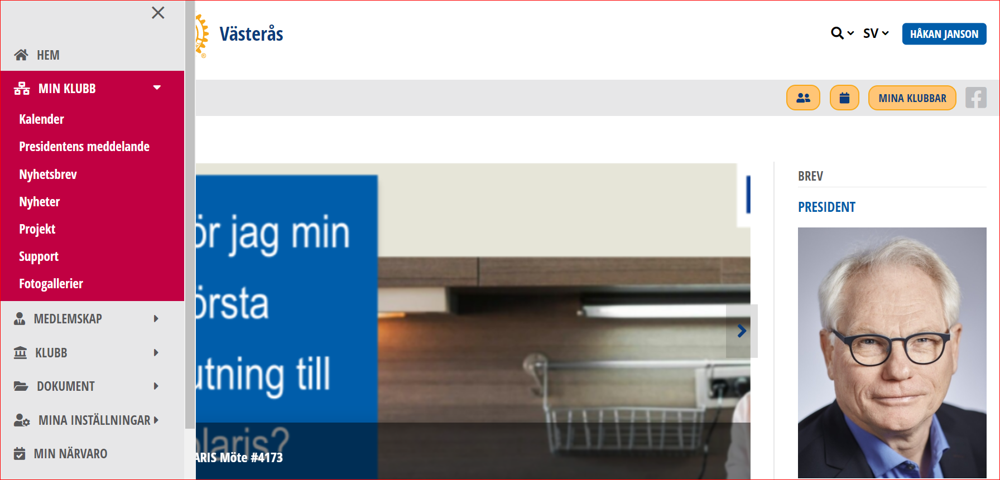 HEM
MIN KLUBB
Kalender
Presidentens meddelande
Nyhetsbrev
Nyheter
Projekt
Support
Fotogallerier
MEDLEMSKAP
KLUBB
DOKUMENT
MINA INSTÄLLNINGAR
MIN NÄRVARO
Västerås
®
SV
HÅKAN JANSON
MINA KLUBBAR
ör jag min
örsta
utning till
olaris?
ARIS Möte #4173
BREV
PRESIDENT